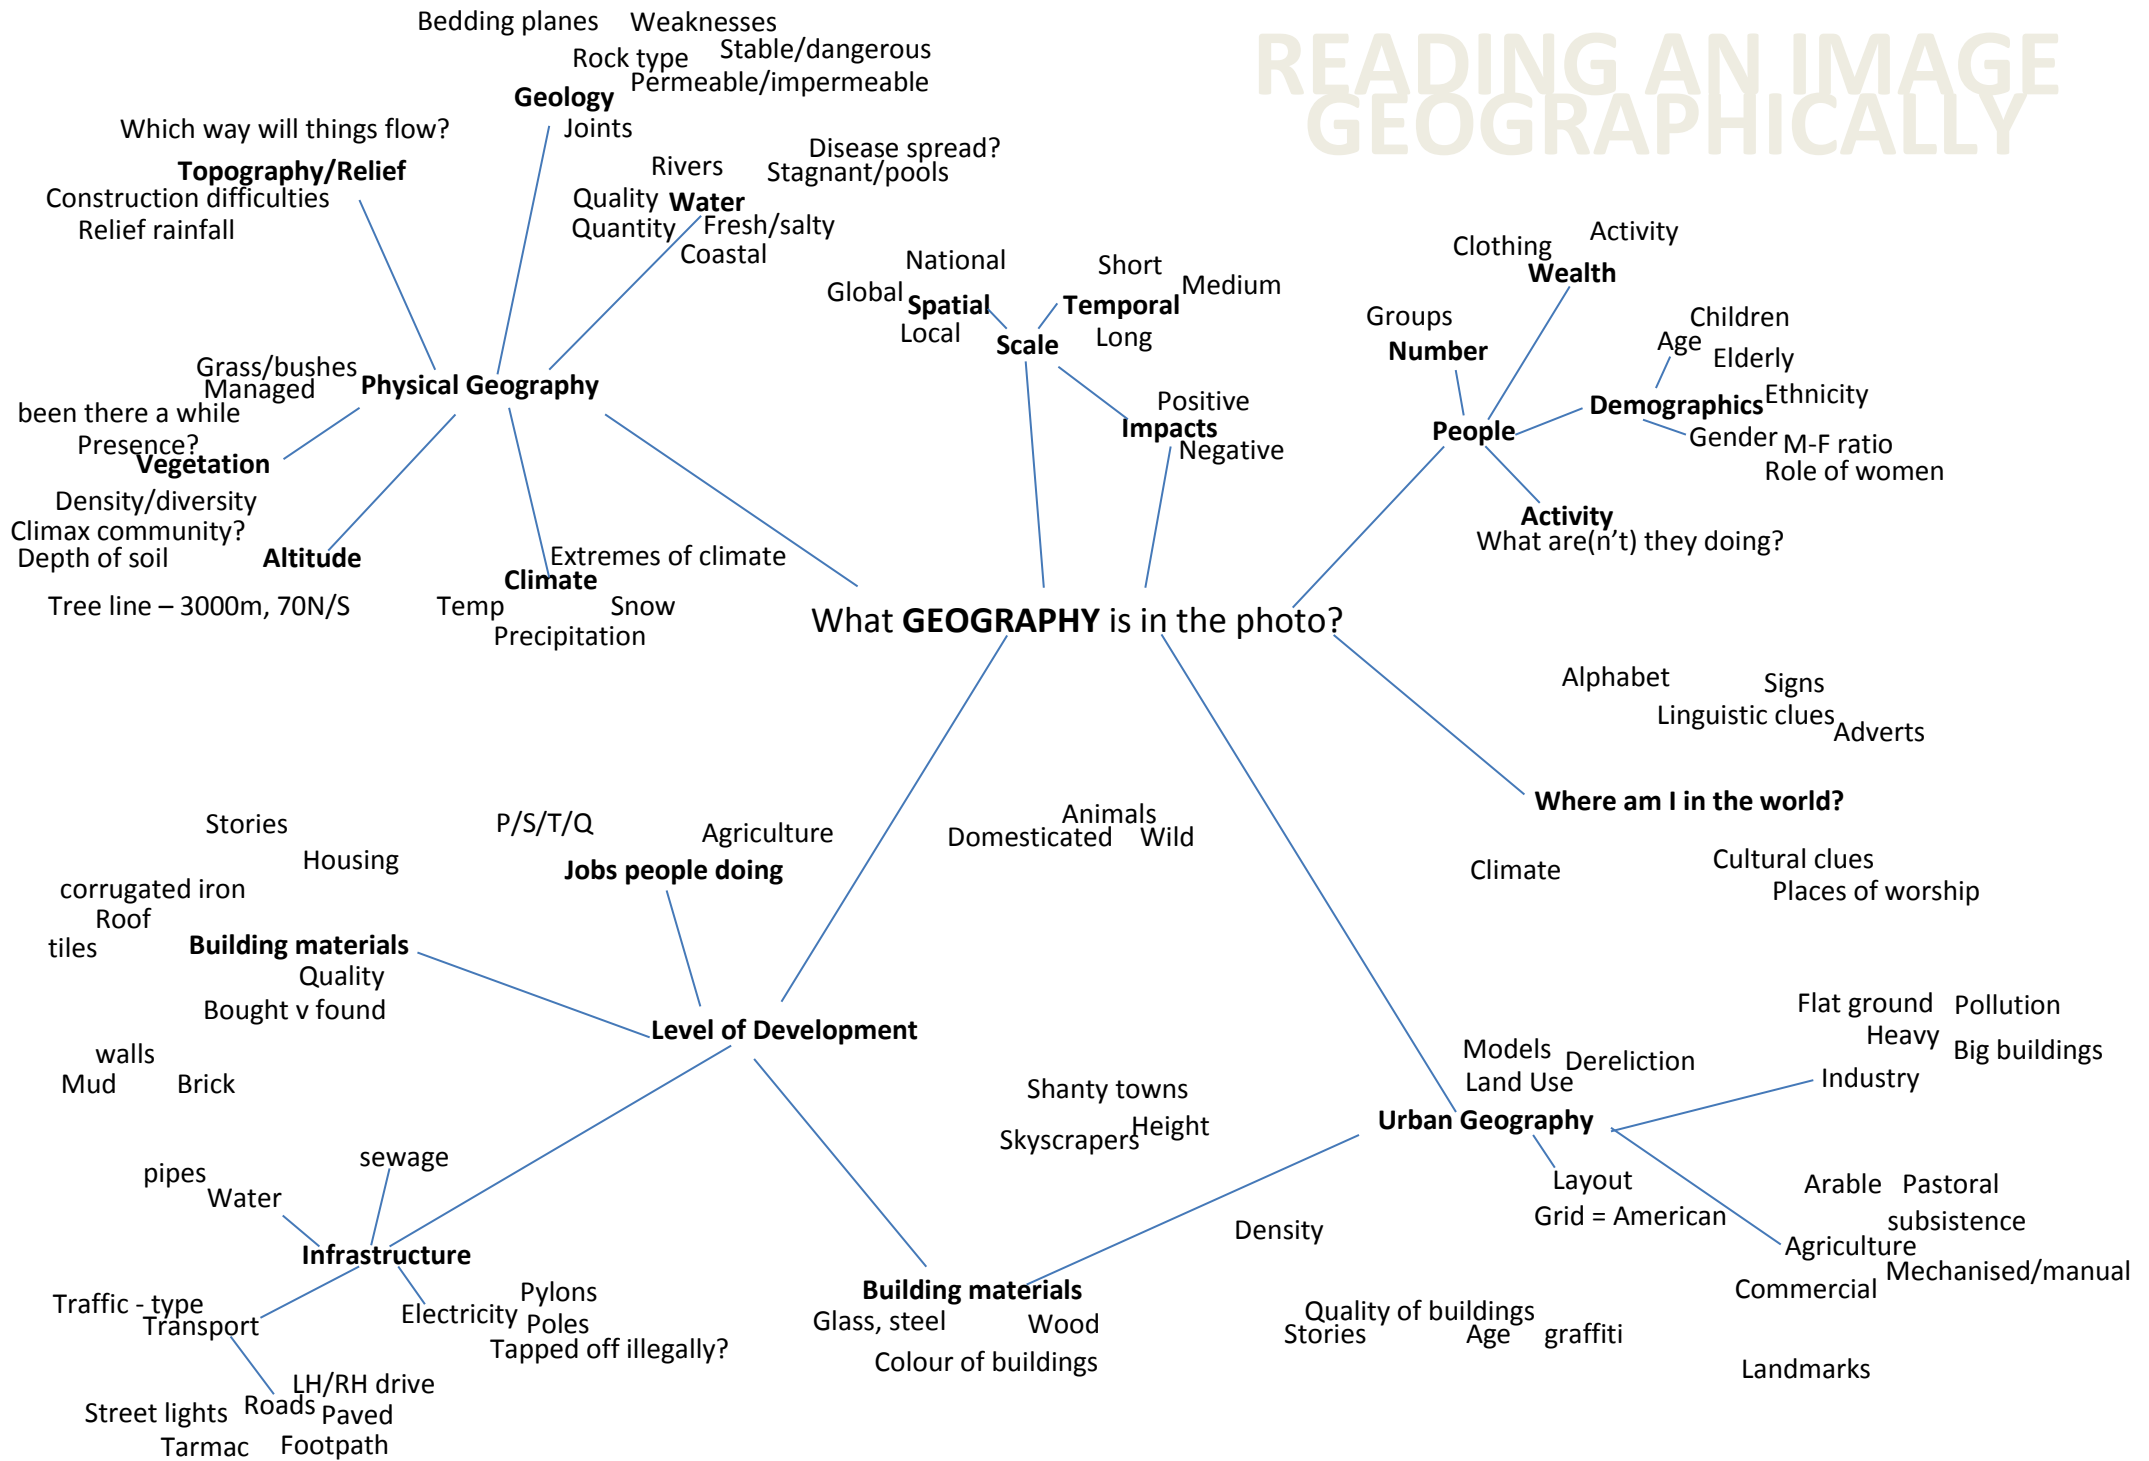 READING AN IMAGE
GEOGRAPHICALLY
Bedding planes
Weaknesses
Rock type
Stable/dangerous
Permeable/impermeable
Geology
Joints
Which way will things flow?
Topography/Relief
Construction difficulties
Relief rainfall
Disease spread?
Rivers
Stagnant/pools
Quality
Water
Quantity
Fresh/salty
Coastal
National
Global
Spatial
Local
Short
Medium
Temporal
Long
Scale
Positive
Impacts
Negative
Clothing
Activity
Wealth
Groups
Number
Children
Age
Elderly
Demographics
Ethnicity
Gender
M-F ratio
Role of women
People
Activity
What are(n't) they doing?
Grass/bushes
Managed
Physical Geography
been there a while
Presence?
Vegetation
Density/diversity
Climax community?
Depth of soil
Altitude
Tree line – 3000m, 70N/S
Extremes of climate
Climate
Temp
Snow
Precipitation
What GEOGRAPHY is in the photo?
Alphabet
Signs
Linguistic clues
Adverts
Where am I in the world?
Climate
Cultural clues
Places of worship
Animals
Domesticated
Wild
Stories
Housing
P/S/T/Q
Agriculture
Jobs people doing
corrugated iron
Roof
tiles
Building materials
Quality
Bought v found
walls
Mud
Brick
Level of Development
Flat ground
Pollution
Heavy
Big buildings
Industry
Models
Dereliction
Land Use
Urban Geography
Shanty towns
Height
Skyscrapers
Layout
Grid = American
Arable
Pastoral
subsistence
Agriculture
Mechanised/manual
Commercial
Density
sewage
pipes
Water
Infrastructure
Traffic - type
Transport
Electricity
Pylons
Poles
Tapped off illegally?
LH/RH drive
Roads
Paved
Street lights
Tarmac
Footpath
Building materials
Glass, steel
Wood
Colour of buildings
Quality of buildings
Stories
Age
graffiti
Landmarks